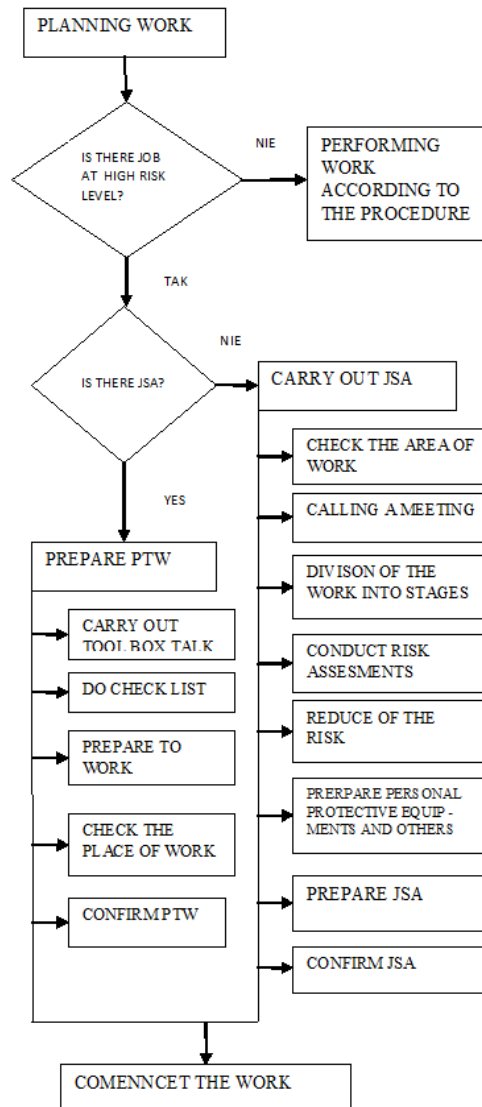 PLANNING WORK
IS THERE JOB
AT HIGH RISK
LEVEL?
NIE
PERFORMING
WORK
ACCORDING TO
THE PROCEDURE
TAK
NIE
IS THERE JSA?
CARRY OUT JSA
CHECK THE AREA OF
WORK
CALLING A MEETING
DIVISON OF THE
WORK INTO STAGES
CONDUCT RISK
ASSESMENTS
REDUCE OF THE
RISK
PRERPARE PERSONAL
PROTECTIVE EQUIP -
MENTS AND OTHERS
PREPARE JSA
CONFIRM JSA
YES
PREPARE PTW
CARRY OUT
TOOLBOX TALK
DO CHECK LIST
PREPARE TO
WORK
CHECK THE
PLACE OF WORK
CONFIRM PTW
COMENNCET THE WORK